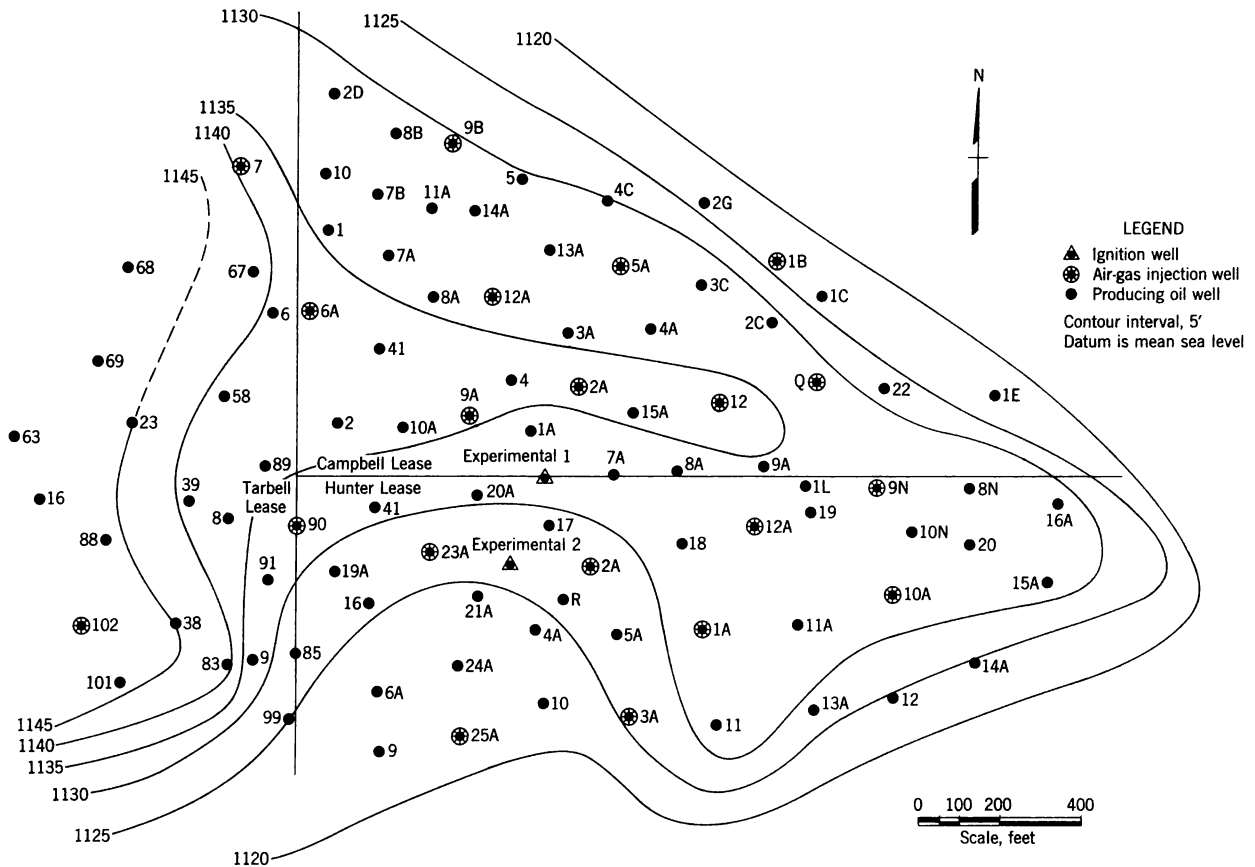 1130
1125
1120
2D
1135
8B
9B
1140
7
1145
10
7B
5
4C
2G
11A
14A
1
13A
7A
5A
1B
68
67
3C
1C
8A
12A
6
6A
2C
3A
4A
69
41
4
2A
Q
22
58
9A
12
1E
15A
23
2
10A
1A
63
89
Campbell Lease
Experimental 1
7A
8A
9A
Tarbell
Lease
Hunter Lease
16
39
20A
1L
9N
8N
8
90
41
17
12A
19
16A
88
23A
Experimental 2
18
10N
20
91
19A
2A
15A
16
21A
R
10A
102
38
4A
5A
1A
11A
83
9
85
24A
14A
101
6A
10
12
99
3A
11
13A
1145
9
25A
1140
1135
1130
1125
1120
N
LEGEND
Ignition well
Air-gas injection well
Producing oil well
Contour interval, 5'
Datum is mean sea level
0 100 200 400
Scale, feet